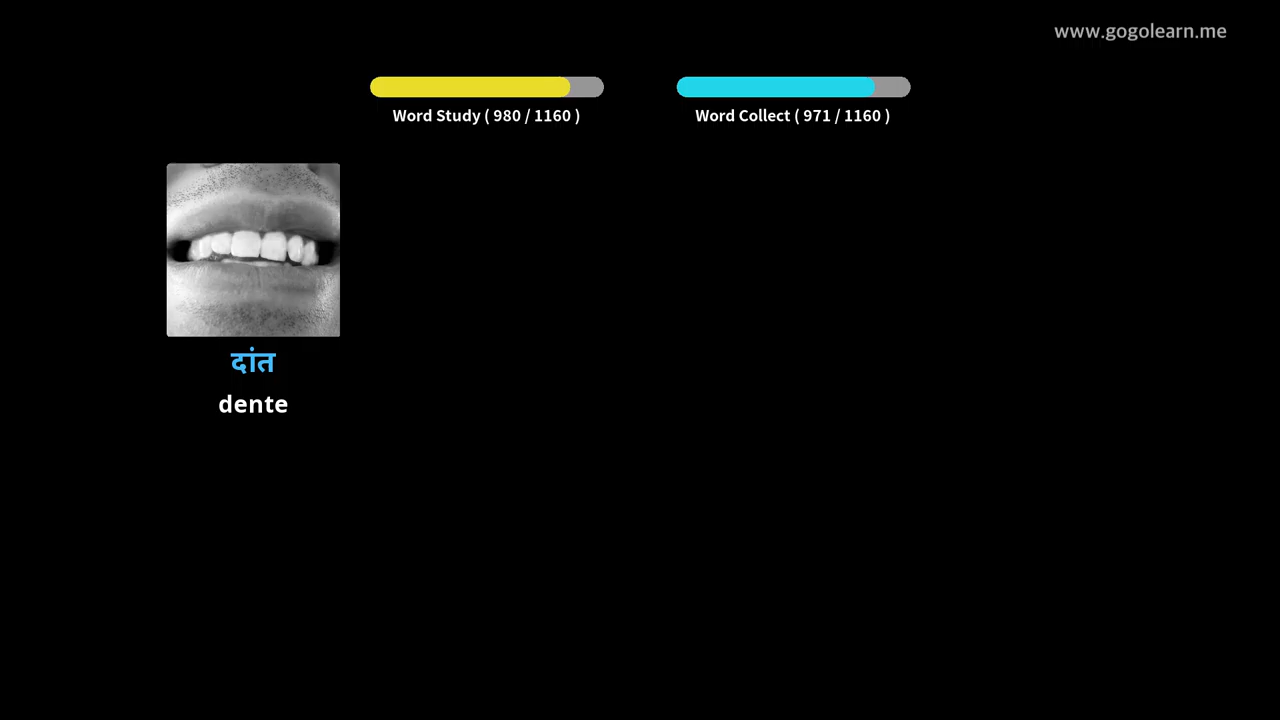 www.gogolearn.me
Word Study ( 980 / 1160 )
Word Collect ( 971 / 1160 )
दांत
dente